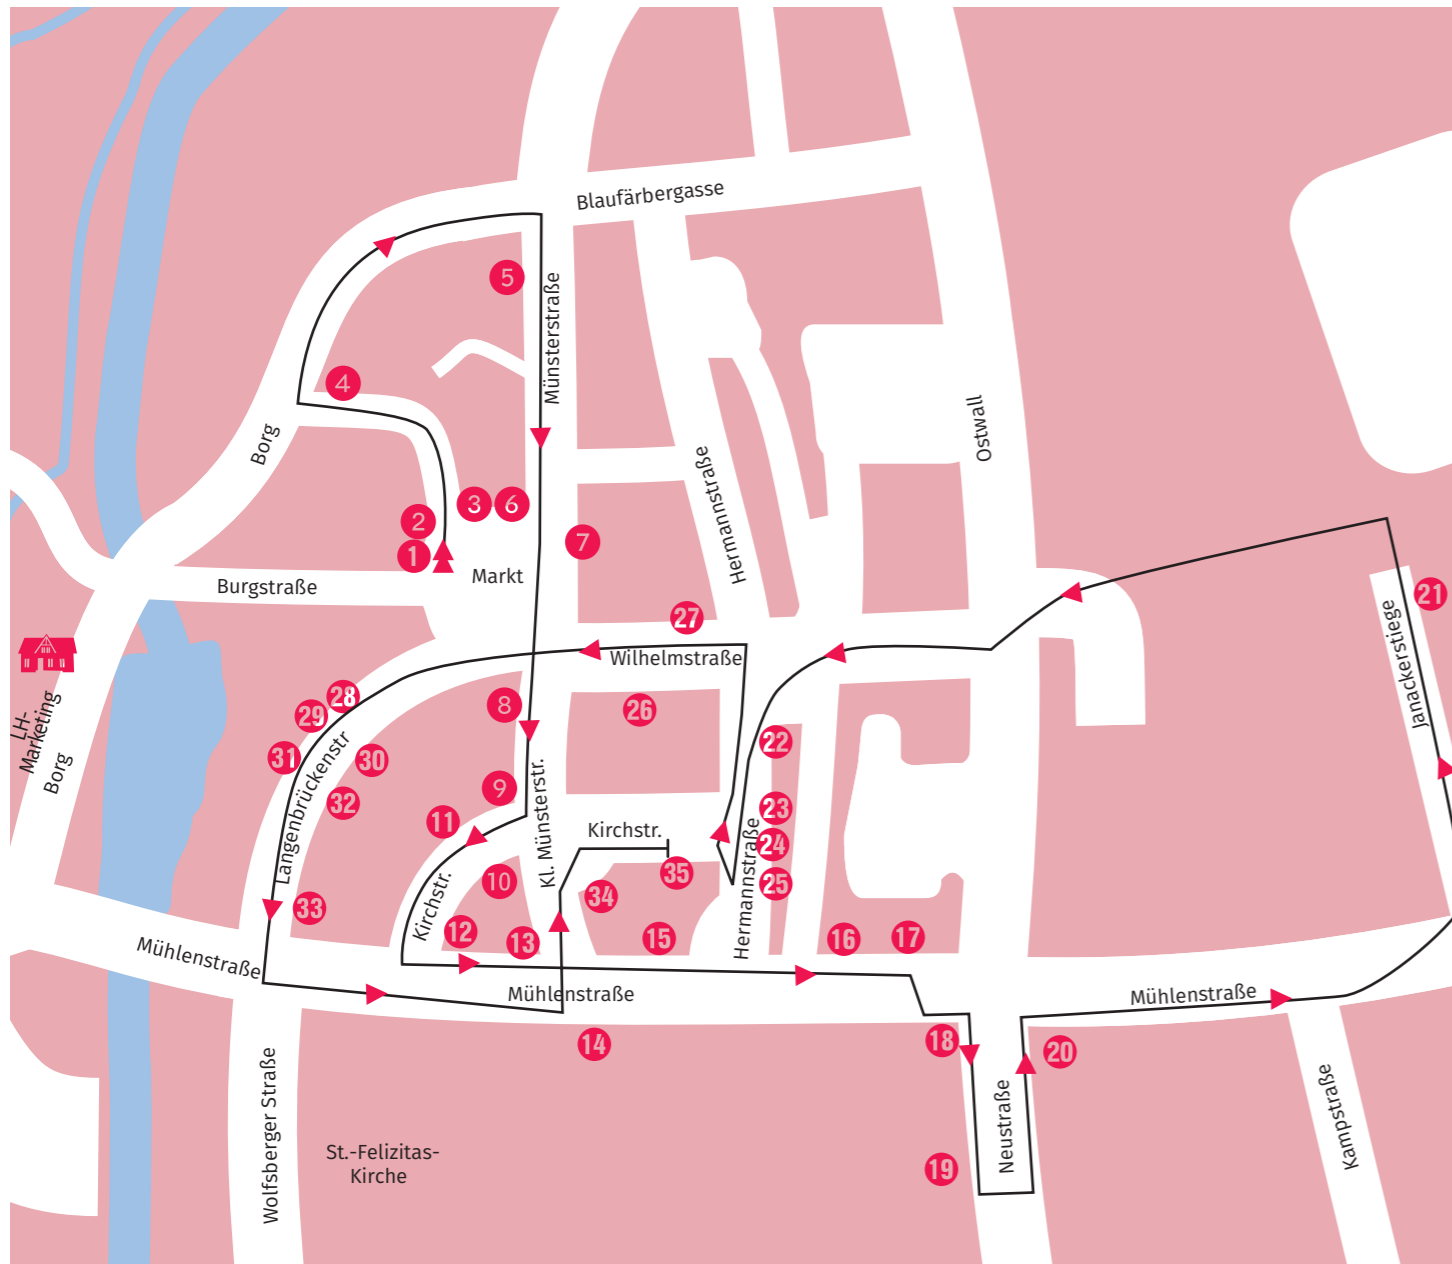 Blaufärbergasse
5
Münsterstraße
4
Borg
Ostwall
Hermannstraße
3
6
2
1
7
Markt
Burgstraße
21
Janackerstiege
27
Wilhelmstraße
LH-
Marketing
Borg
28
29
31
30
32
Langenbrückenstr
33
8
26
22
9
11
Kl. Münsterstr.
Kirchstr.
23
24
25
Hermannstraße
10
Kirchstr.
12
13
34
35
15
16
17
Mühlenstraße
Mühlenstraße
Mühlenstraße
14
18
20
19
Neustraße
Kampstraße
Wolfsberger Straße
St.-Felizitas-
Kirche